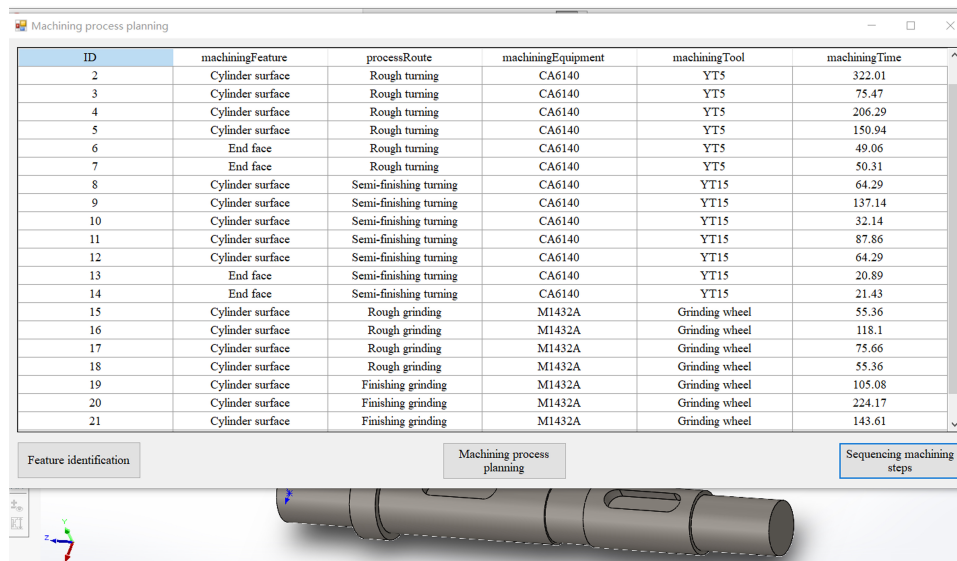 Machining process planning
ID machiningFeature processRoute machiningEquipment machiningTool machiningTime
2 Cylinder surface Rough turning CA6140 YT5 322.01
3 Cylinder surface Rough turning CA6140 YT5 75.47
4 Cylinder surface Rough turning CA6140 YT5 206.29
5 Cylinder surface Rough turning CA6140 YT5 150.94
6 End face Rough turning CA6140 YT5 49.06
7 End face Rough turning CA6140 YT5 50.31
8 Cylinder surface Semi-finishing turning CA6140 YT15 64.29
9 Cylinder surface Semi-finishing turning CA6140 YT15 137.14
10 Cylinder surface Semi-finishing turning CA6140 YT15 32.14
11 Cylinder surface Semi-finishing turning CA6140 YT15 87.86
12 Cylinder surface Semi-finishing turning CA6140 YT15 64.29
13 End face Semi-finishing turning CA6140 YT15 20.89
14 End face Semi-finishing turning CA6140 YT15 21.43
15 Cylinder surface Rough grinding M1432A Grinding wheel 55.36
16 Cylinder surface Rough grinding M1432A Grinding wheel 118.1
17 Cylinder surface Rough grinding M1432A Grinding wheel 75.66
18 Cylinder surface Rough grinding M1432A Grinding wheel 55.36
19 Cylinder surface Finishing grinding M1432A Grinding wheel 105.08
20 Cylinder surface Finishing grinding M1432A Grinding wheel 224.17
21 Cylinder surface Finishing grinding M1432A Grinding wheel 143.61
Feature identification
Machining process
planning
Sequencing machining
steps
Y
Z